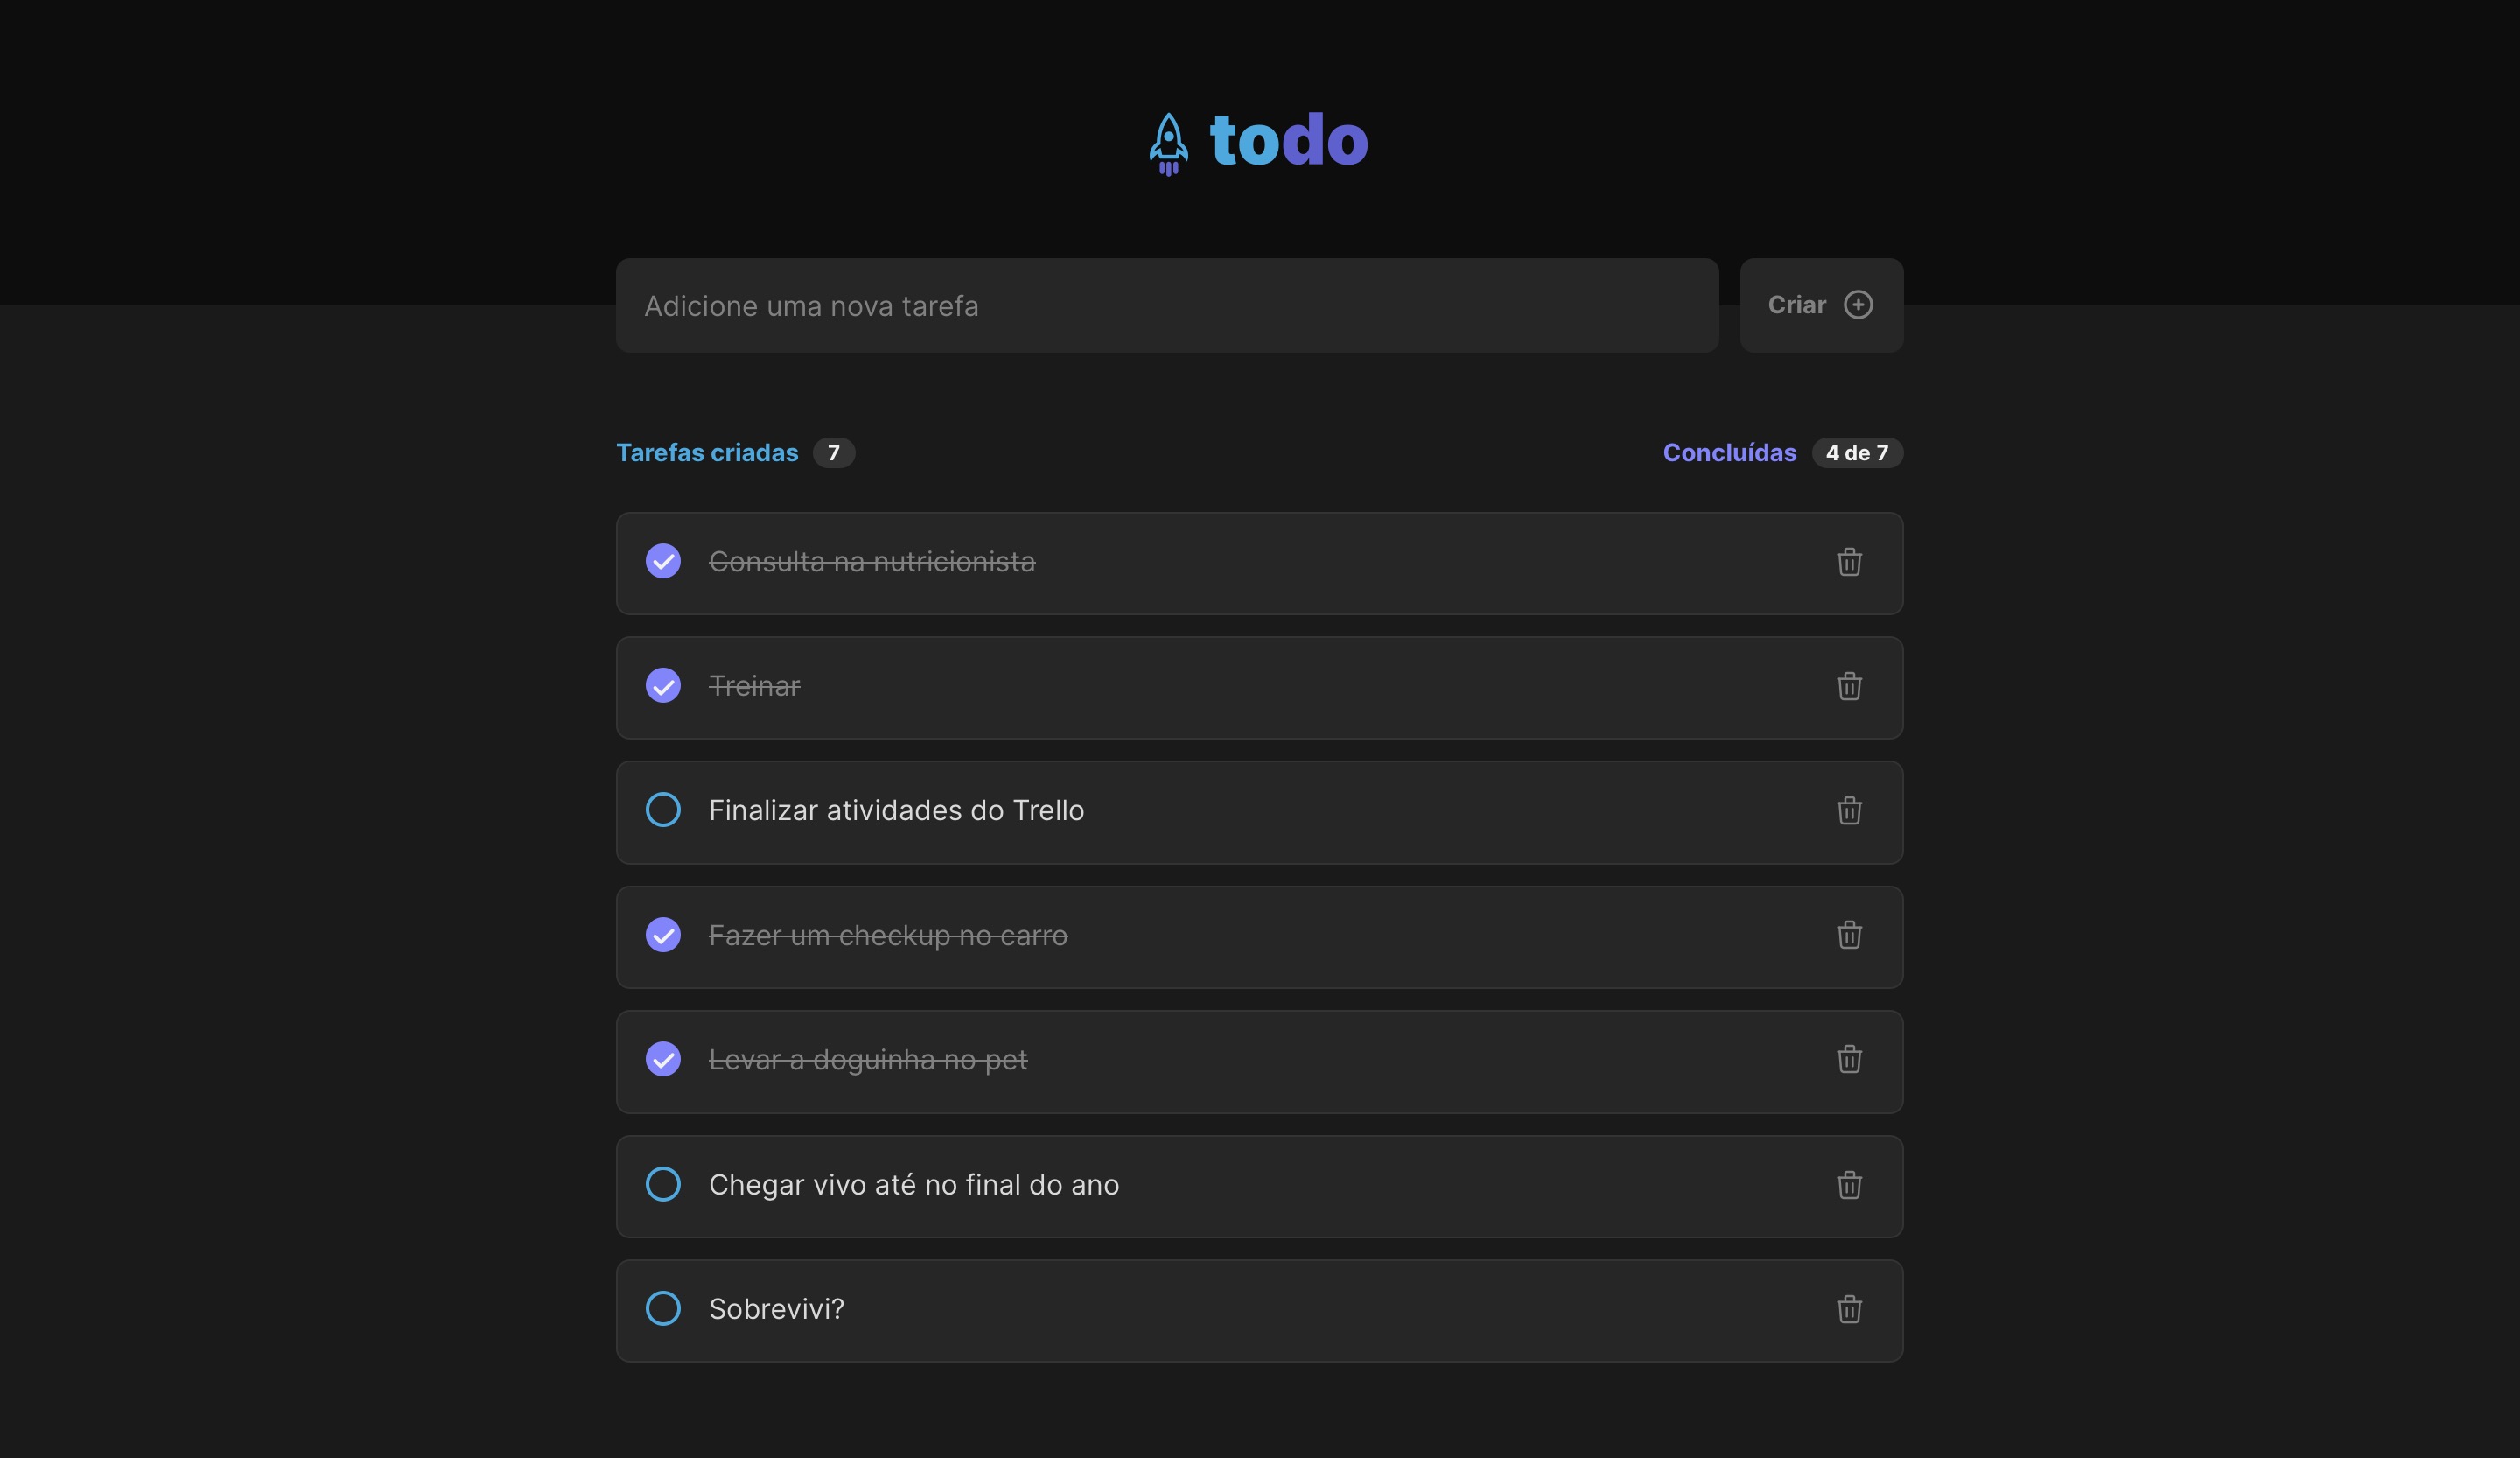 todo
Adicione uma nova tarefa
Criar
Tarefas criadas 7
Concluídas 4 de 7
Consulta na nutricionista
Treinar
Finalizar atividades do Trello
Fazer um checkup no carro
Levar a doguinha no pet
Chegar vivo até no final do ano
Sobrevivi?